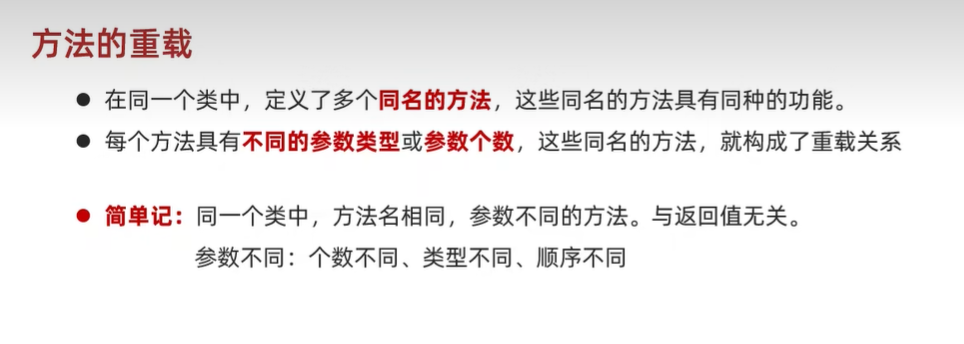 方法的重载
● 在同一个类中，定义了多个同名的方法，这些同名的方法具有同种的功能。
● 每个方法具有不同的参数类型或参数个数，这些同名的方法，就构成了重载关系
● 简单记：同一个类中，方法名相同，参数不同的方法。与返回值无关。
参数不同：个数不同、类型不同、顺序不同